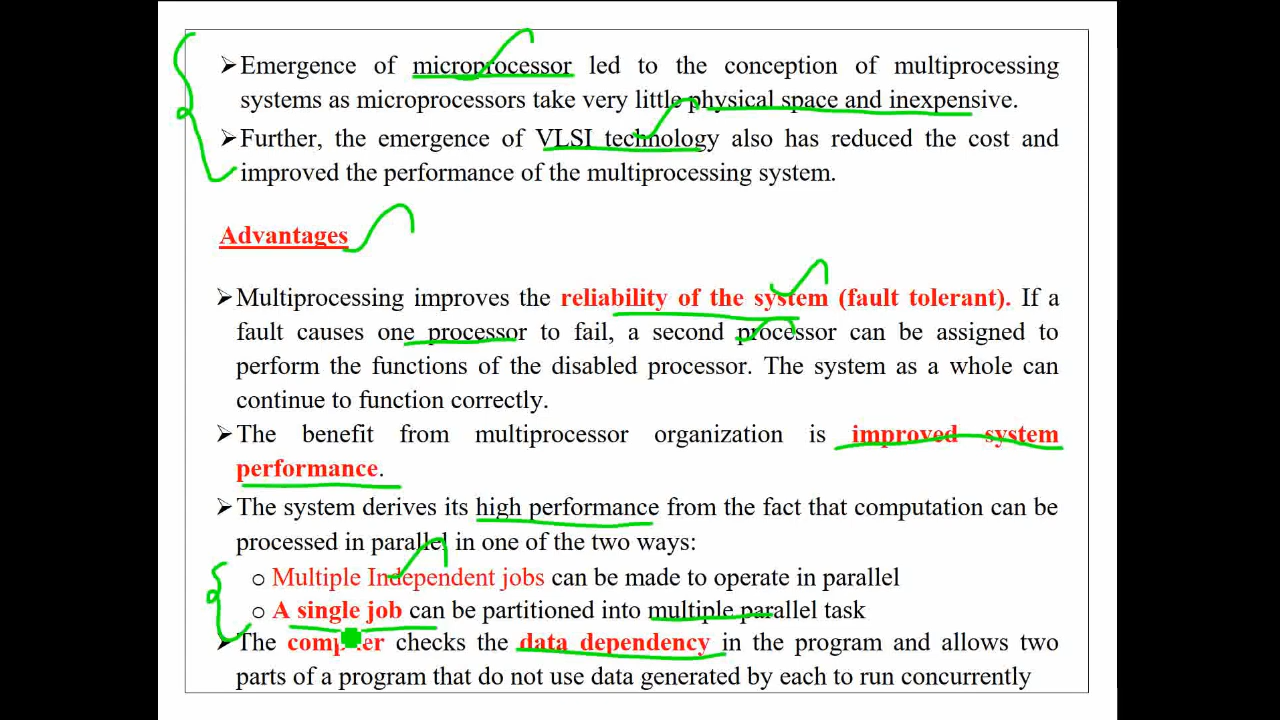 ➢Emergence of microprocessor led to the conception of multiprocessing
systems as microprocessors take very little physical space and inexpensive.
➢Further, the emergence of VLSI technology also has reduced the cost and
improved the performance of the multiprocessing system.
Advantages
➢Multiprocessing improves the reliability of the system (fault tolerant). If a
fault causes one processor to fail, a second processor can be assigned to
perform the functions of the disabled processor. The system as a whole can
continue to function correctly.
➢The benefit from multiprocessor organization is improved system
performance.
➢The system derives its high performance from the fact that computation can be
processed in parallel in one of the two ways:
o Multiple Independent jobs can be made to operate in parallel
o A single job can be partitioned into multiple parallel task
➢The checks the data dependency in the program and allows two
parts of a program that do not use data generated by each to run concurrently